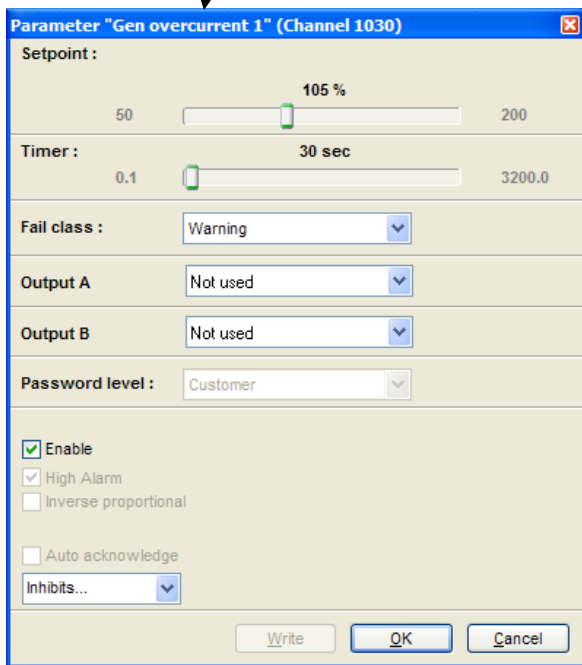 Parameter "Gen overcurrent 1" (Channel 1030)
Setpoint :
105 %
50 200
Timer : 30 sec
0.1 3200.0
Fail class : Warning
Output A Not used
Output B Not used
Password level : Customer
Enable
High Alarm
Inverse proportional
Auto acknowledge
Inhibits...
Write OK Cancel